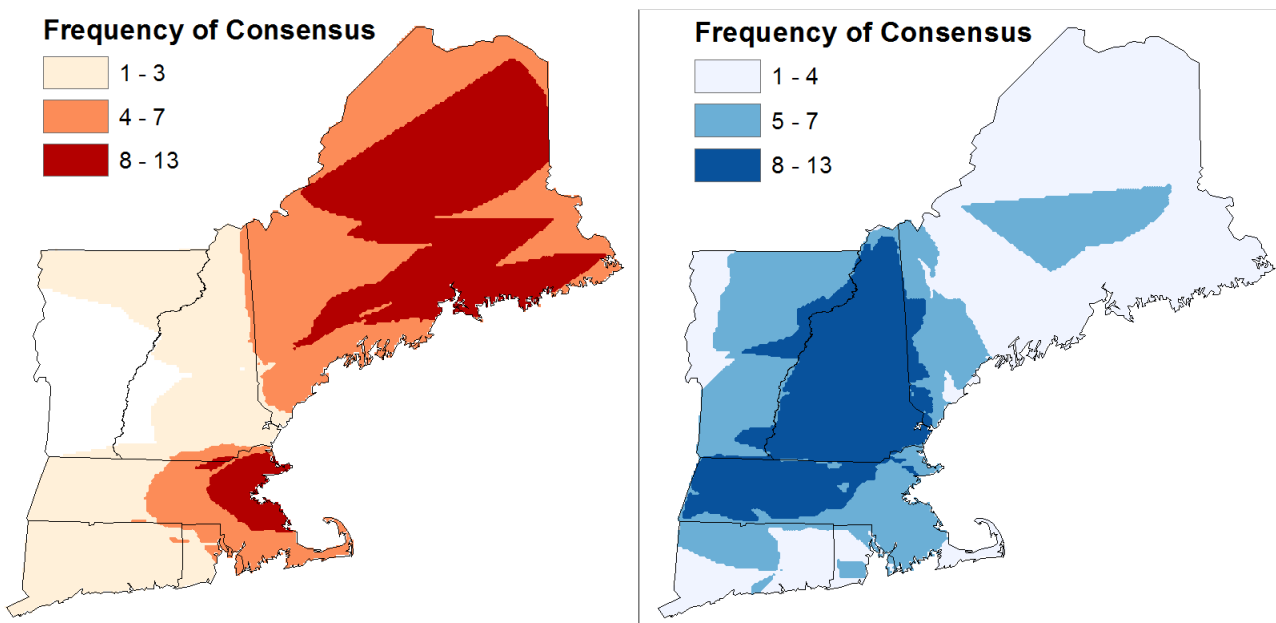 Frequency of Consensus
1 - 3
4 - 7
8 - 13
Frequency of Consensus
1 - 4
5 - 7
8 - 13